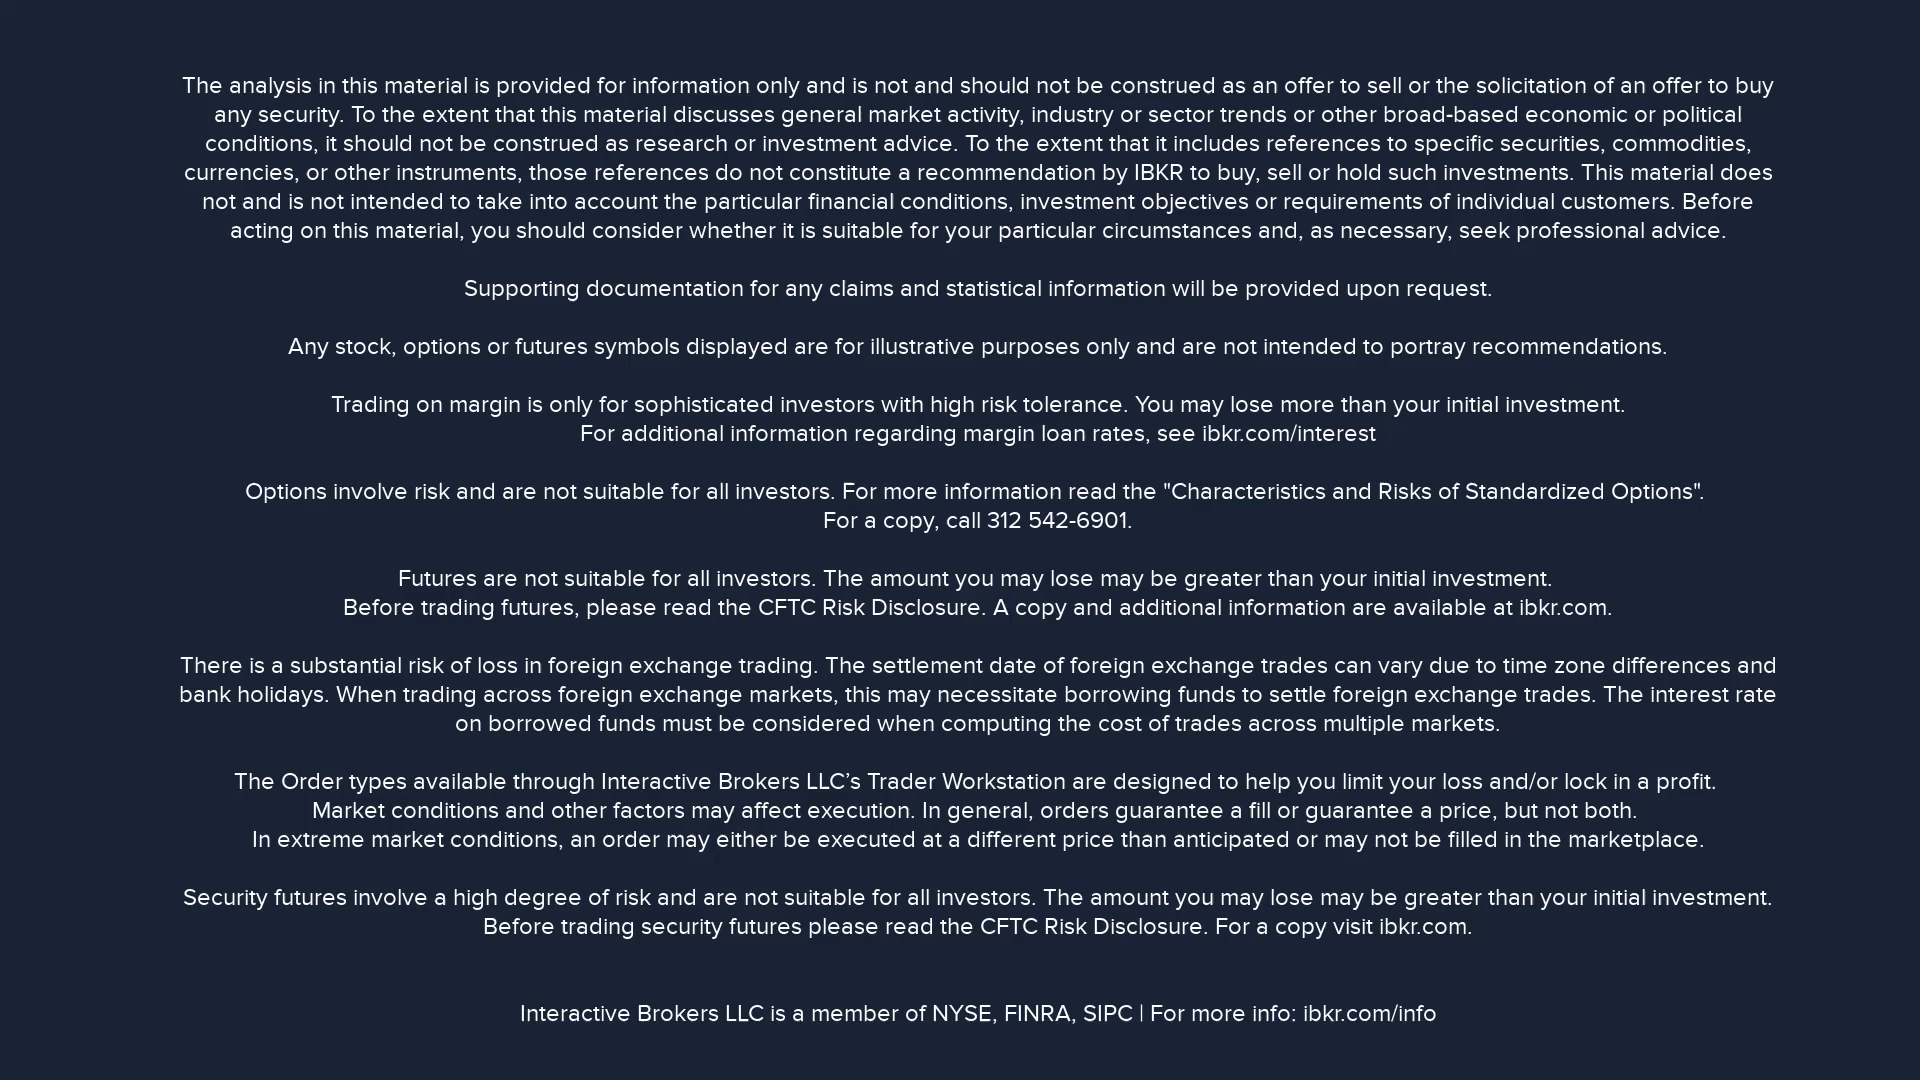 The analysis in this material is provided for information only and is not and should not be construed as an offer to sell or the solicitation of an offer to buy
any security. To the extent that this material discusses general market activity, industry or sector trends or other broad-based economic or political
conditions, it should not be construed as research or investment advice. To the extent that it includes references to specific securities, commodities,
currencies, or other instruments, those references do not constitute a recommendation by IBKR to buy, sell or hold such investments. This material does
not and is not intended to take into account the particular financial conditions, investment objectives or requirements of individual customers. Before
acting on this material, you should consider whether it is suitable for your particular circumstances and, as necessary, seek professional advice.
Supporting documentation for any claims and statistical information will be provided upon request.
Any stock, options or futures symbols displayed are for illustrative purposes only and are not intended to portray recommendations.
Trading on margin is only for sophisticated investors with high risk tolerance. You may lose more than your initial investment.
For additional information regarding margin loan rates, see ibkr.com/interest
Options involve risk and are not suitable for all investors. For more information read the "Characteristics and Risks of Standardized Options".
For a copy, call 312 542-6901.
Futures are not suitable for all investors. The amount you may lose may be greater than your initial investment.
Before trading futures, please read the CFTC Risk Disclosure. A copy and additional information are available at ibkr.com.
There is a substantial risk of loss in foreign exchange trading. The settlement date of foreign exchange trades can vary due to time zone differences and
bank holidays. When trading across foreign exchange markets, this may necessitate borrowing funds to settle foreign exchange trades. The interest rate
on borrowed funds must be considered when computing the cost of trades across multiple markets.
The Order types available through Interactive Brokers LLC’s Trader Workstation are designed to help you limit your loss and/or lock in a profit.
Market conditions and other factors may affect execution. In general, orders guarantee a fill or guarantee a price, but not both.
In extreme market conditions, an order may either be executed at a different price than anticipated or may not be filled in the marketplace.
Security futures involve a high degree of risk and are not suitable for all investors. The amount you may lose may be greater than your initial investment.
Before trading security futures please read the CFTC Risk Disclosure. For a copy visit ibkr.com.
Interactive Brokers LLC is a member of NYSE, FINRA, SIPC | For more info: ibkr.com/info